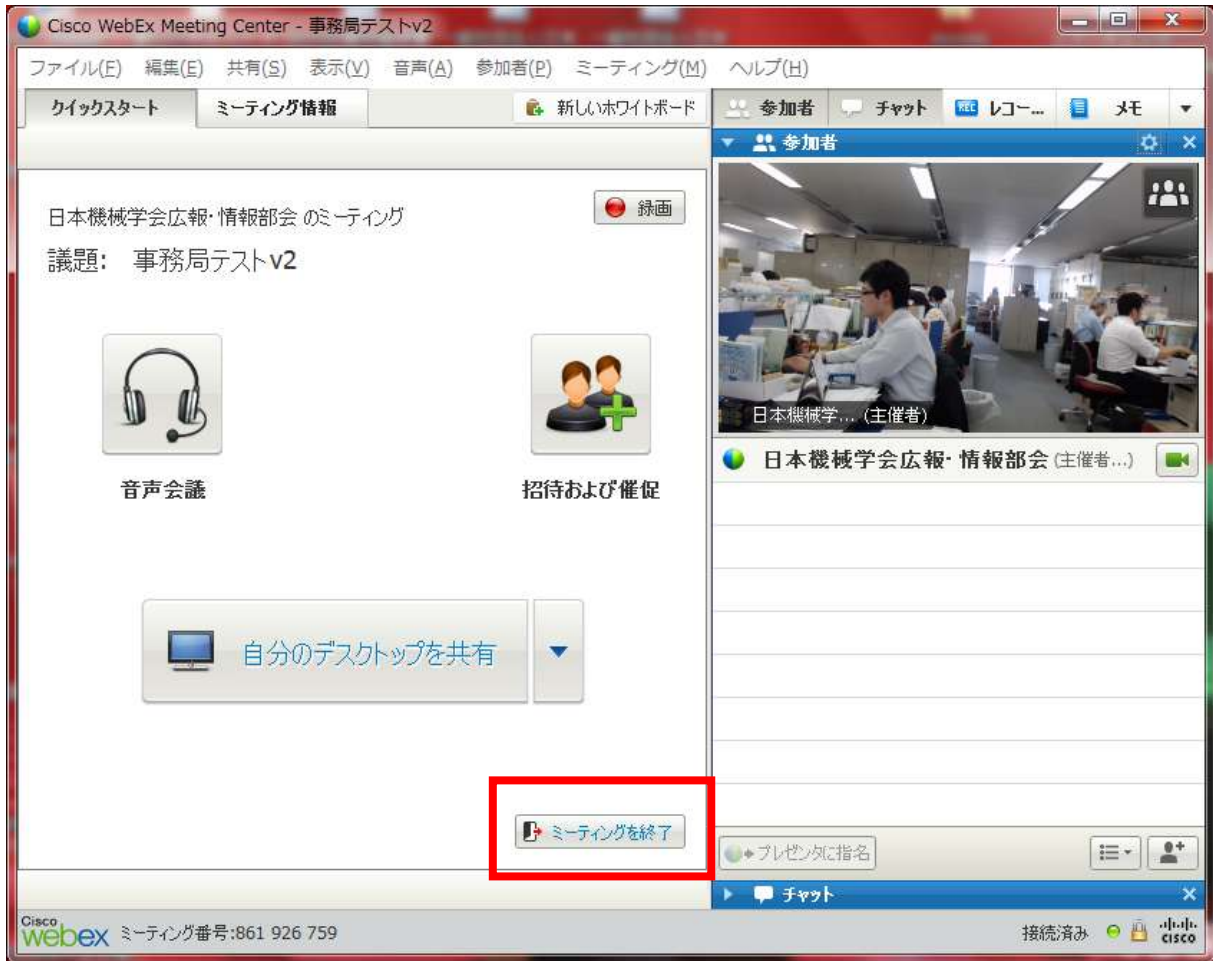 Cisco WebEx Meeting Center - 事務局テストv2
ファイル(F) 編集(E) 共有(S) 表示(V) 音声(A) 参加者(P) ミーティング(M) ヘルプ(H)
クイックスタート ミーティング情報 新しいホワイトボード
参加者 チャット REC レコー... メモ
参加者
日本機械学会広報・情報部会 のミーティング 録画
議題: 事務局テストv2
日本機械学... (主催者)
日本機械学会広報・情報部会 (主催者...)
音声会議 招待および催促
自分のデスクトップを共有
ミーティングを終了
プレゼンタに指名
チャット
Cisco webex ミーティング番号:861 926 759 接続済み CISCO